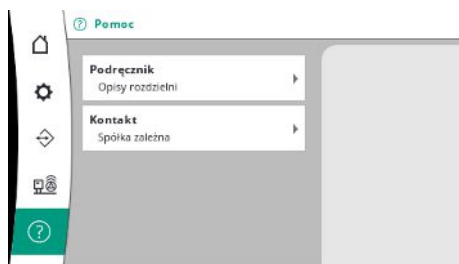 Pomoc
Podręcznik
Opisy rozdzielni
Kontakt
Spółka zależna